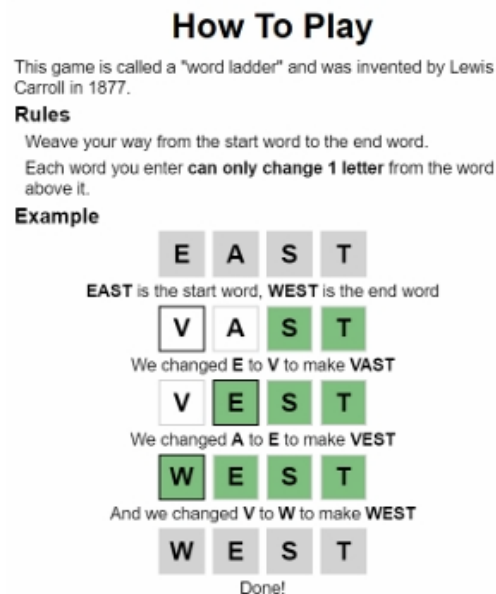 How To Play
This game is called a "word ladder" and was invented by Lewis
Carroll in 1877.
Rules
Weave your way from the start word to the end word.
Each word you enter can only change 1 letter from the word
above it.
Example
E A S T
EAST is the start word, WEST is the end word
V A S T
We changed E to V to make VAST
V E S T
We changed A to E to make VEST
W E S T
And we changed V to W to make WEST
W E S T
Done!